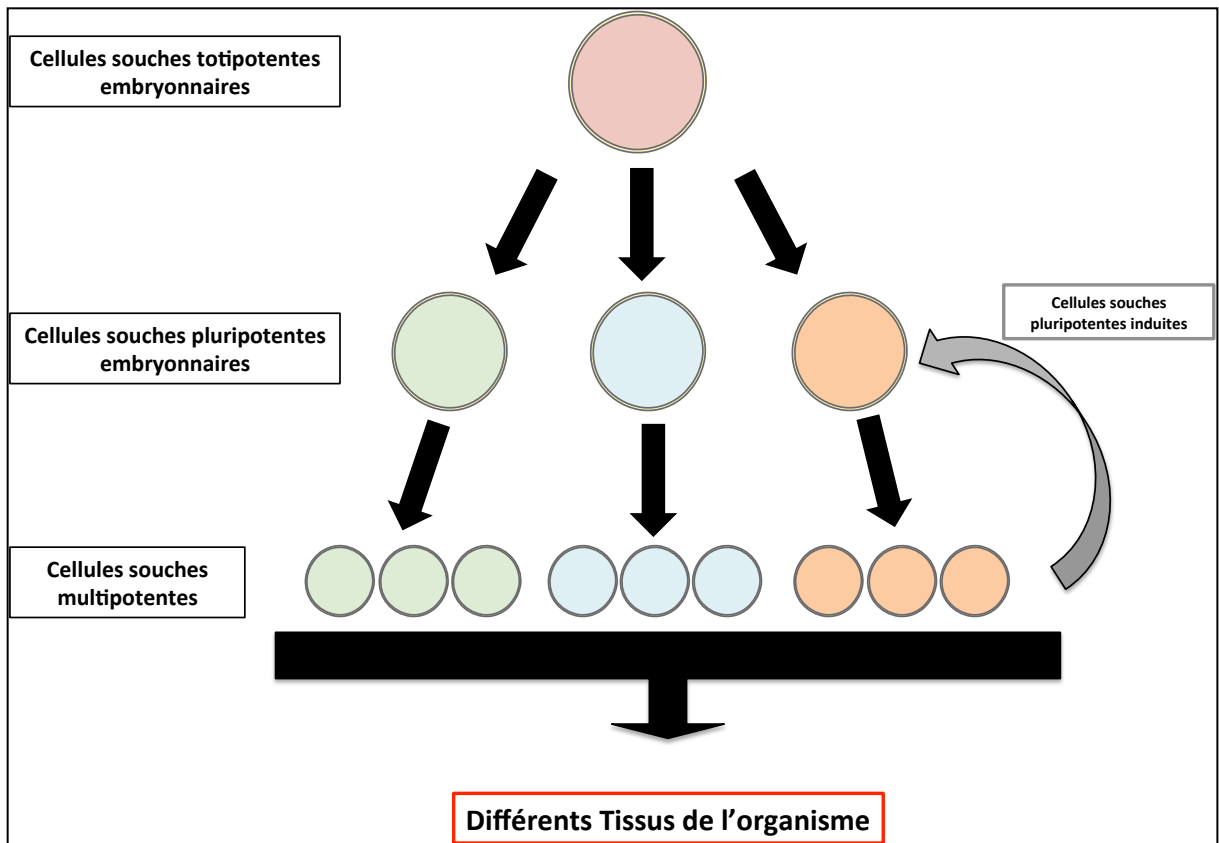 Cellules souches totipotentes
embryonnaires
Cellules souches pluripotentes
embryonnaires
Cellules souches
pluripotentes induites
Cellules souches
multipotentes
Différents Tissus de l’organisme